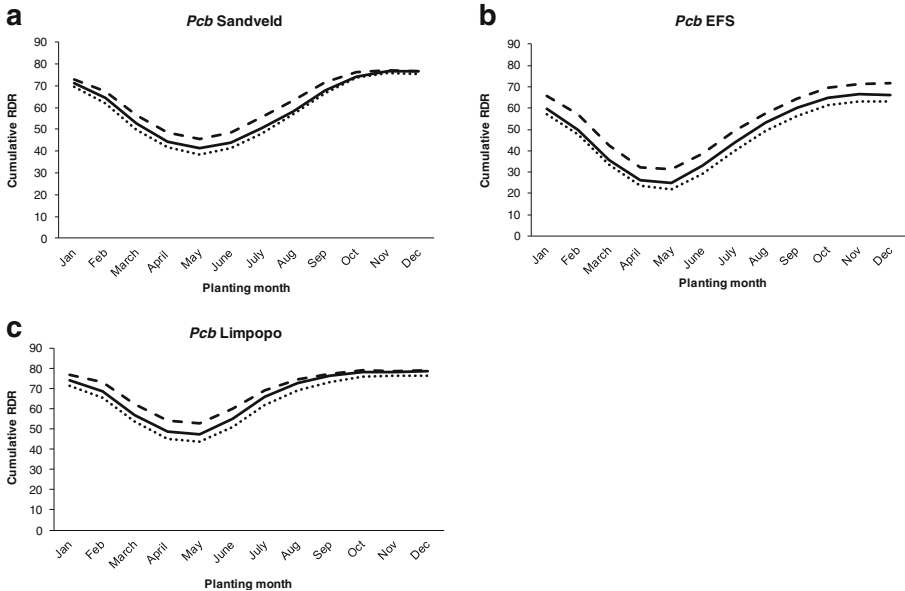 a
Pcb Sandveld
Cumulative RDR
90
80
70
60
50
40
30
20
10
0
Jan Feb March April May June July Aug Sep Oct Nov Dec
Planting month
b
Pcb EFS
Cumulative RDR
90
80
70
60
50
40
30
20
10
0
Jan Feb March April May June July Aug Sep Oct Nov Dec
Planting month
c
Pcb Limpopo
Cumulative RDR
90
80
70
60
50
40
30
20
10
0
Jan Feb March April May June July Aug Sep Oct Nov Dec
Planting month